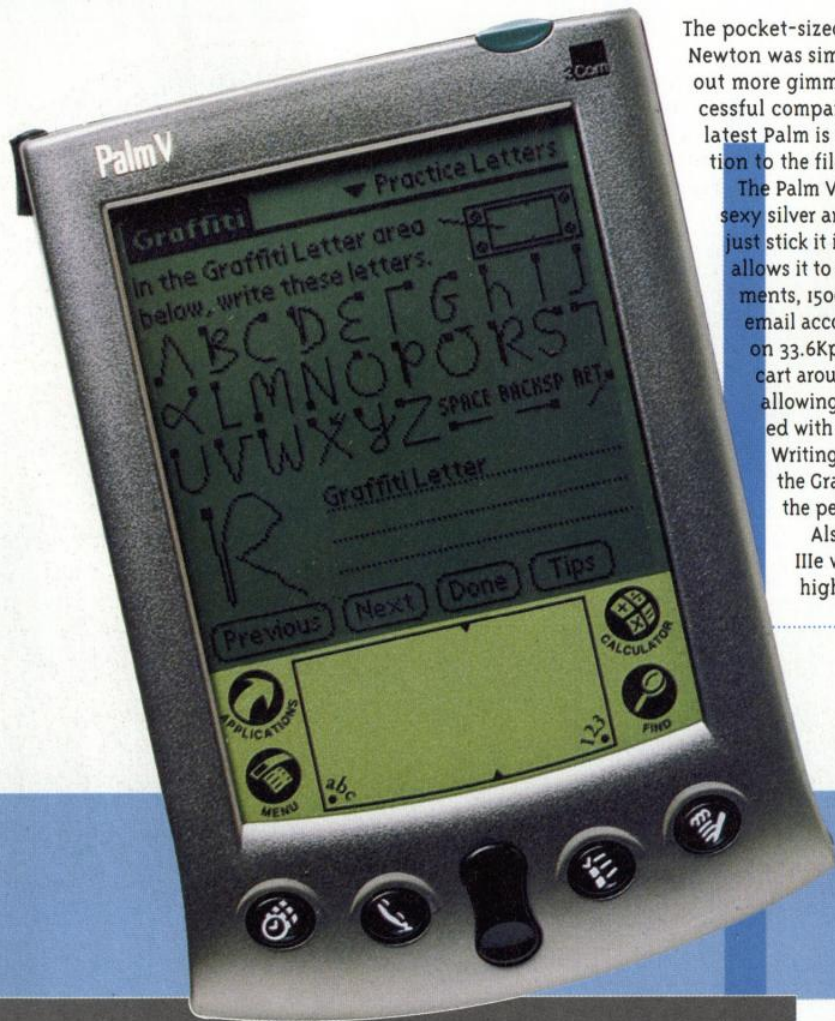 3Com
PalmV
Graffiti
Practice Letters
In the Graffiti Letter area
below, write these letters.
A B C D E F G h I J
K L M N O P Q R S T
U V W X Y Z SPACE BACKSP RET
R
Graffiti Letter
Previous Next Done Tips
APPLICATIONS
MENU
abc
123
CALCULATOR
FIND
The pocket-sized
Newton was sim
out more gimm
cessful compa
latest Palm is
tion to the fil
The Palm V
sexy silver ar
just stick it i
allows it to
ments, 150
email acco
on 33.6Kp
cart arou
allowing
ed with
Writing
the Gra
the pe
Als
IIIe v
high